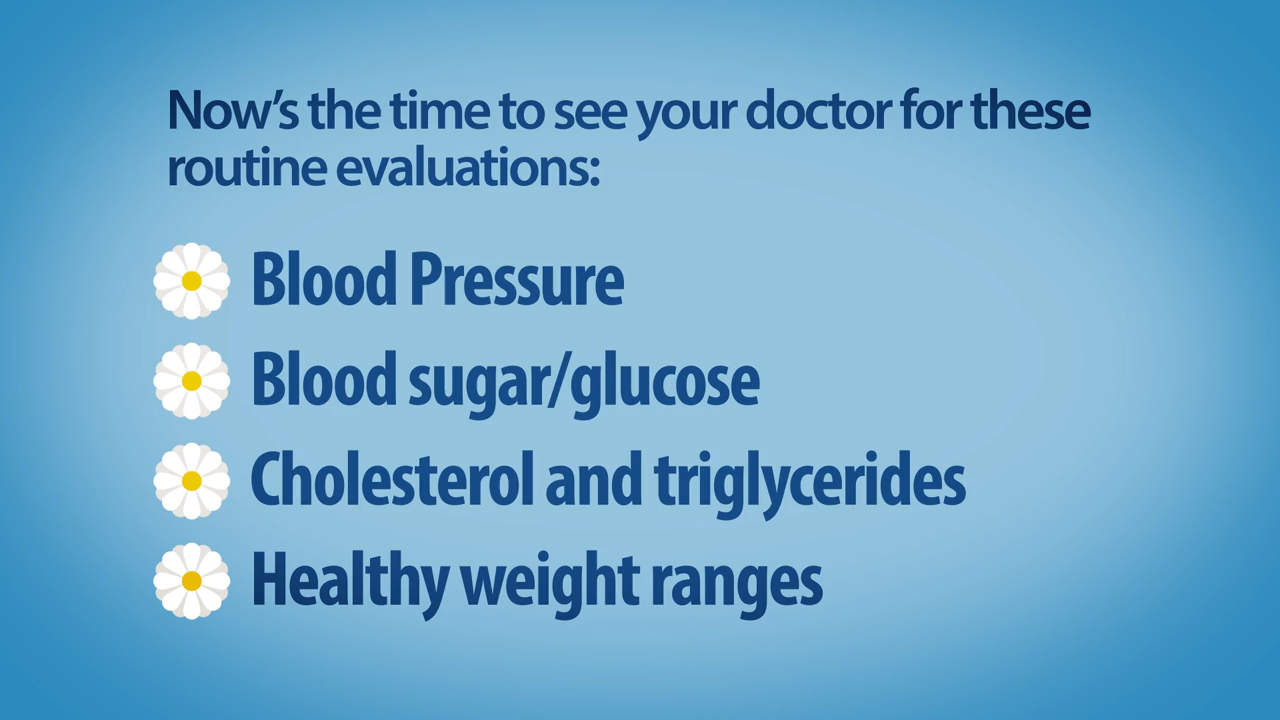 Now’s the time to see your doctor for these
routine evaluations:
Blood Pressure
Blood sugar/glucose
Cholesterol and triglycerides
Healthy weight ranges